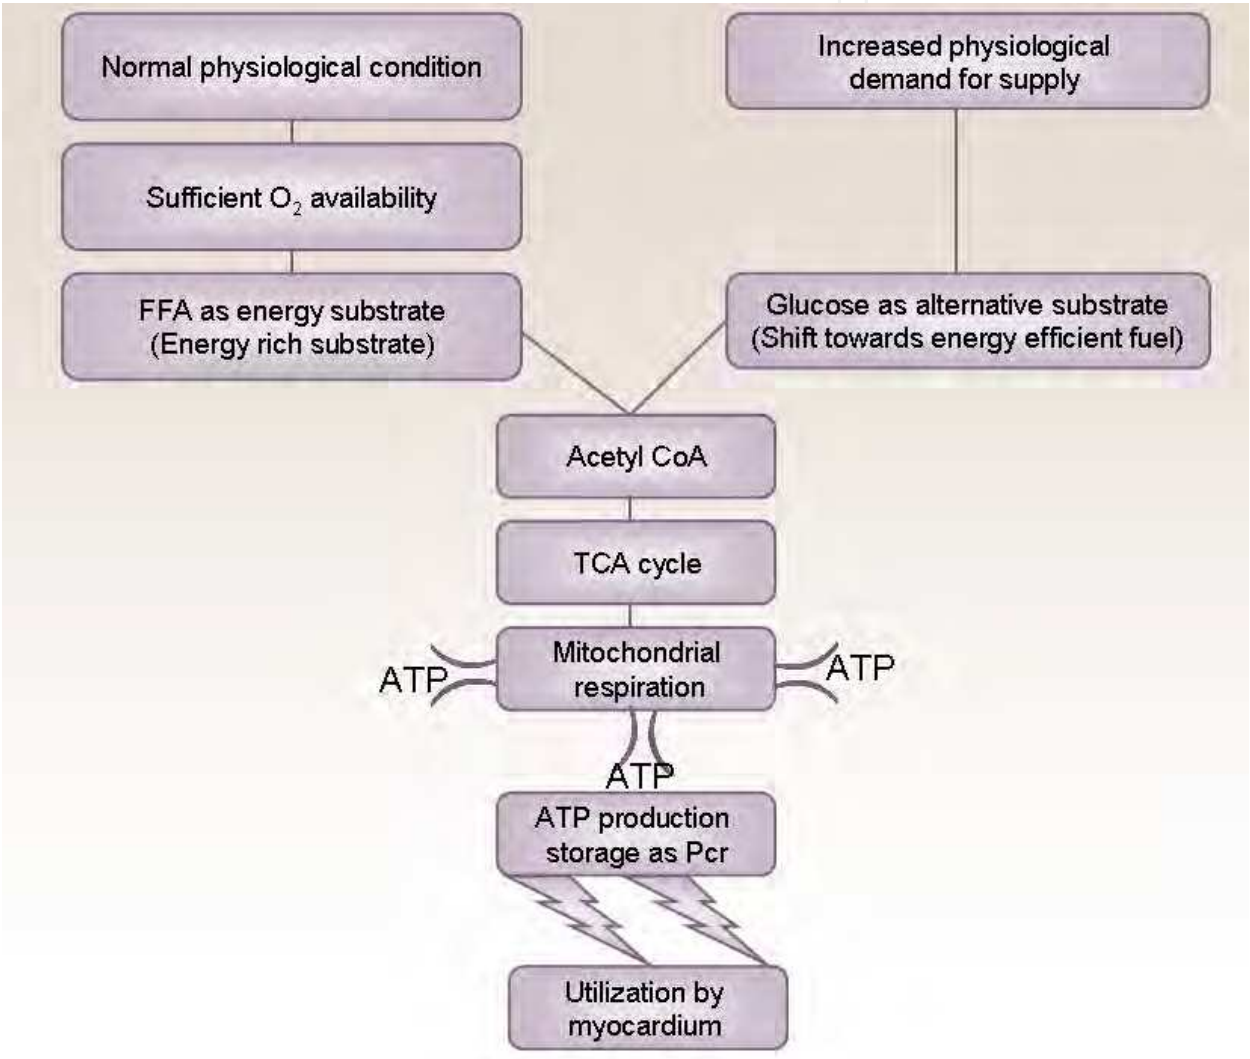 Normal physiological condition
Increased physiological
demand for supply
Sufficient O₂ availability
FFA as energy substrate
(Energy rich substrate)
Glucose as alternative substrate
(Shift towards energy efficient fuel)
Acetyl CoA
TCA cycle
Mitochondrial
respiration
ATP
ATP
ATP
ATP production
storage as Pcr
Utilization by
myocardium